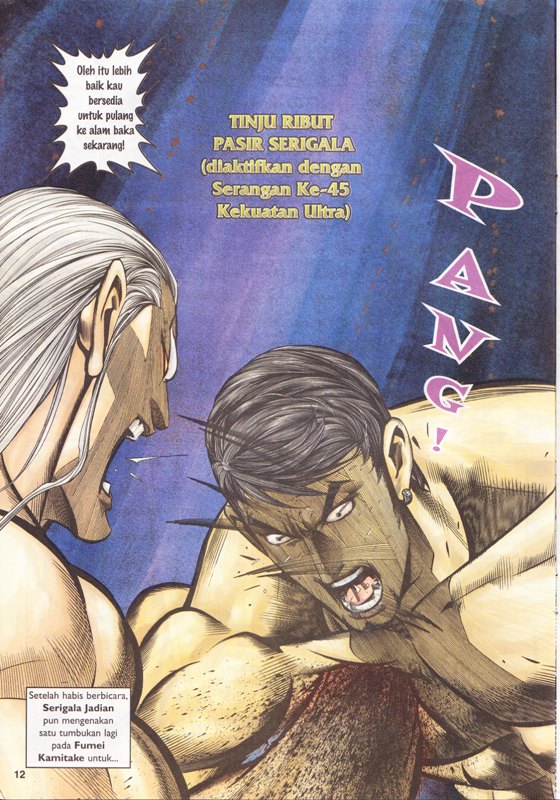 Oleh itu lebih
baik kau
bersedia
untuk pulang
ke alam baka
sekarang!
TINJU RIBUT
PASIR SERIGALA
(diaktifkan dengan
Serangan Ke-45
Kekuatan Ultra)
PANG!
Setelah habis berbicara,
Serigala Jadian
pun mengenakan
satu tumbukan lagi
pada Fumei
Kamitake untuk...
12